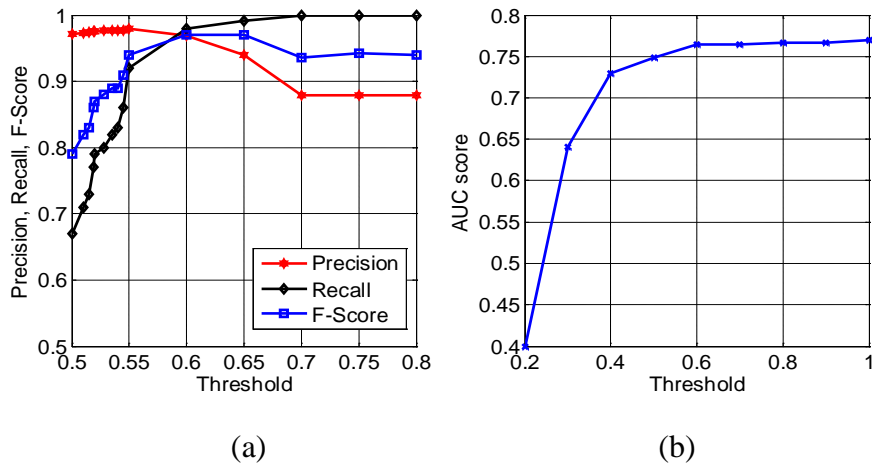 1
0.9
0.8
0.7
0.6
0.5
Precision, Recall, F-Score
0.5 0.55 0.6 0.65 0.7 0.75 0.8
Threshold
Precision
Recall
F-Score
(a)
0.8
0.75
0.7
0.65
0.6
0.55
0.5
0.45
0.4
AUC score
0.2 0.4 0.6 0.8 1
Threshold
(b)